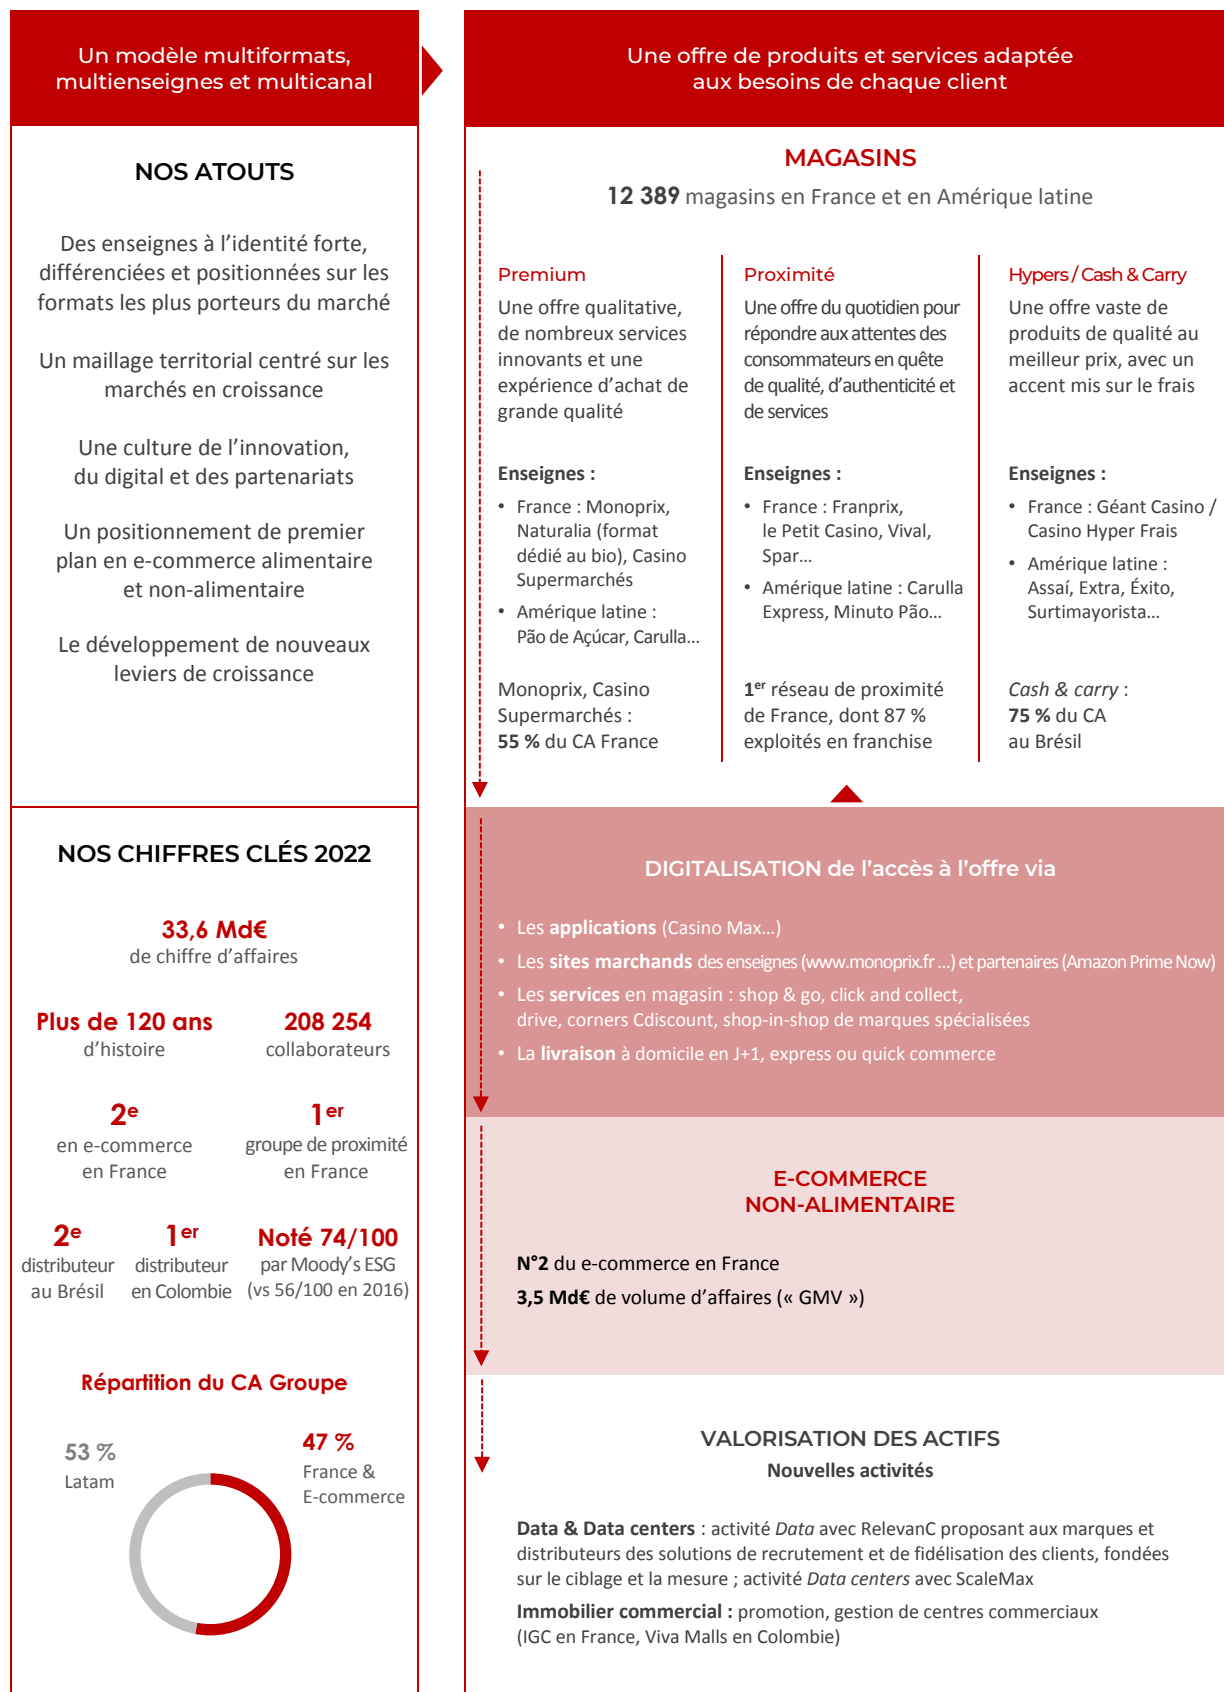 Un modèle multiformats,
multienseignes et multicanal
NOS ATOUTS
Des enseignes à l’identité forte,
différenciées et positionnées sur les
formats les plus porteurs du marché
Un maillage territorial centré sur les
marchés en croissance
Une culture de l’innovation,
du digital et des partenariats
Un positionnement de premier
plan en e-commerce alimentaire
et non-alimentaire
Le développement de nouveaux
leviers de croissance
NOS CHIFFRES CLÉS 2022
33,6 Md€
de chiffre d’affaires
Plus de 120 ans
d’histoire
208 254
collaborateurs
2e
en e-commerce
en France
1er
groupe de proximité
en France
2e
distributeur
au Brésil
1er
distributeur
en Colombie
Noté 74/100
par Moody’s ESG
(vs 56/100 en 2016)
Répartition du CA Groupe
53 %
Latam
47 %
France &
E-commerce
Une offre de produits et services adaptée
aux besoins de chaque client
MAGASINS
12 389 magasins en France et en Amérique latine
Premium
Une offre qualitative,
de nombreux services
innovants et une
expérience d’achat de
grande qualité
Enseignes :
• France : Monoprix,
Naturalia (format
dédié au bio), Casino
Supermarchés
• Amérique latine :
Pão de Açúcar, Carulla...
Monoprix, Casino
Supermarchés :
55 % du CA France
Proximité
Une offre du quotidien pour
répondre aux attentes des
consommateurs en quête
de qualité, d’authenticité et
de services
Enseignes :
• France : Franprix,
le Petit Casino, Vival,
Spar...
• Amérique latine : Carulla
Express, Minuto Pão...
1er réseau de proximité
de France, dont 87 %
exploités en franchise
Hypers / Cash & Carry
Une offre vaste de
produits de qualité au
meilleur prix, avec un
accent mis sur le frais
Enseignes :
• France : Géant Casino /
Casino Hyper Frais
• Amérique latine :
Assaí, Extra, Éxito,
Surtimayorista...
Cash & carry :
75 % du CA
au Brésil
DIGITALISATION de l’accès à l’offre via
• Les applications (Casino Max...)
• Les sites marchands des enseignes (www.monoprix.fr ...) et partenaires (Amazon Prime Now)
• Les services en magasin : shop & go, click and collect,
drive, corners Cdiscount, shop-in-shop de marques spécialisées
• La livraison à domicile en J+1, express ou quick commerce
E-COMMERCE
NON-ALIMENTAIRE
N°2 du e-commerce en France
3,5 Md€ de volume d’affaires (« GMV »)
VALORISATION DES ACTIFS
Nouvelles activités
Data & Data centers : activité Data avec RelevanC proposant aux marques et
distributeurs des solutions de recrutement et de fidélisation des clients, fondées
sur le ciblage et la mesure ; activité Data centers avec ScaleMax
Immobilier commercial : promotion, gestion de centres commerciaux
(IGC en France, Viva Malls en Colombie)